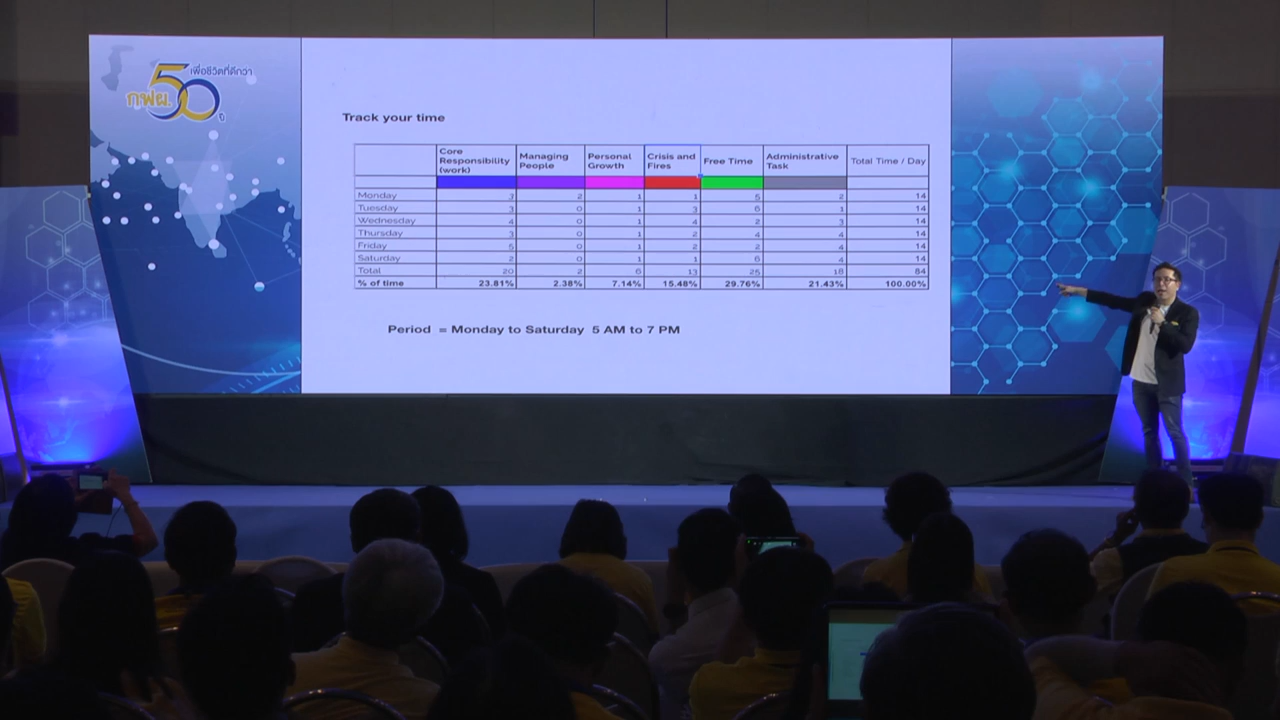 เพื่อชีวิตที่ดีกว่า
กฟผ. 50 ปี
Track your time
Core Responsibility (work) Managing People Personal Growth Crisis and Fires Free Time Administrative Task Total Time / Day
Monday 3 2 1 1 5 2 14
Tuesday 3 0 1 3 6 1 14
Wednesday 4 0 1 4 2 3 14
Thursday 3 0 1 2 4 4 14
Friday 5 0 1 2 2 4 14
Saturday 2 0 1 1 6 4 14
Total 20 2 6 13 25 18 84
% of time 23.81% 2.38% 7.14% 15.48% 29.76% 21.43% 100.00%
Period = Monday to Saturday 5 AM to 7 PM